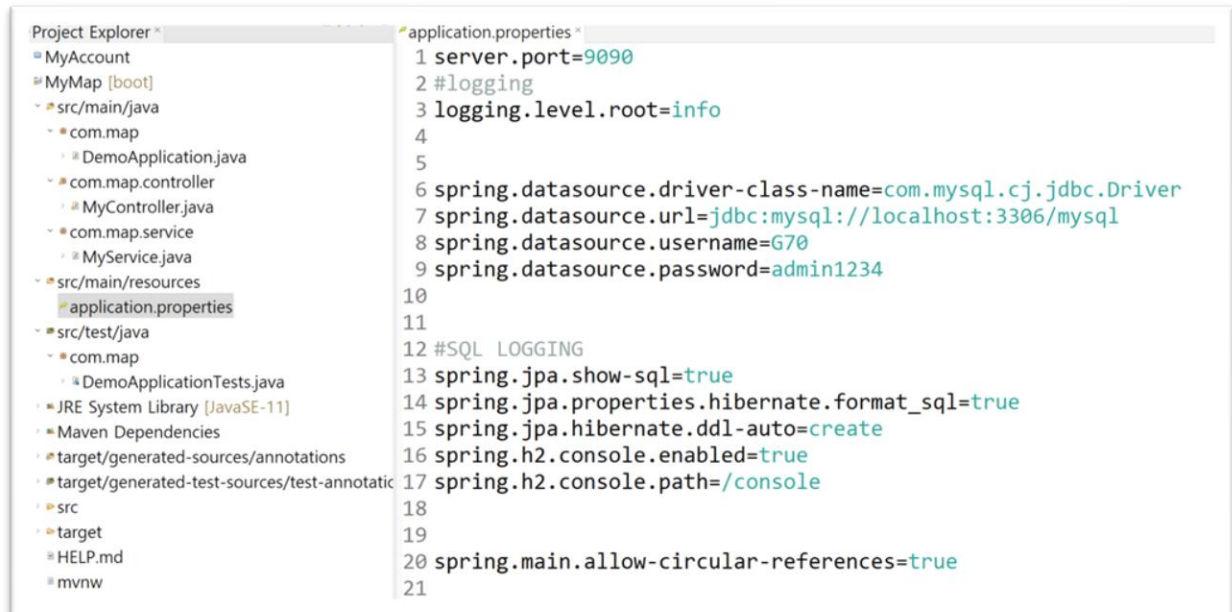 Project Explorer
MyAccount
MyMap [boot]
src/main/java
com.map
DemoApplication.java
com.map.controller
MyController.java
com.map.service
MyService.java
src/main/resources
application.properties
src/test/java
com.map
DemoApplicationTests.java
JRE System Library [JavaSE-11]
Maven Dependencies
target/generated-sources/annotations
target/generated-test-sources/test-annotatic
src
target
HELP.md
mvnw
application.properties
1 server.port=9090
2 #logging
3 logging.level.root=info
4
5
6 spring.datasource.driver-class-name=com.mysql.cj.jdbc.Driver
7 spring.datasource.url=jdbc:mysql://localhost:3306/mysql
8 spring.datasource.username=G70
9 spring.datasource.password=admin1234
10
11
12 #SQL LOGGING
13 spring.jpa.show-sql=true
14 spring.jpa.properties.hibernate.format_sql=true
15 spring.jpa.hibernate.ddl-auto=create
16 spring.h2.console.enabled=true
17 spring.h2.console.path=/console
18
19
20 spring.main.allow-circular-references=true
21